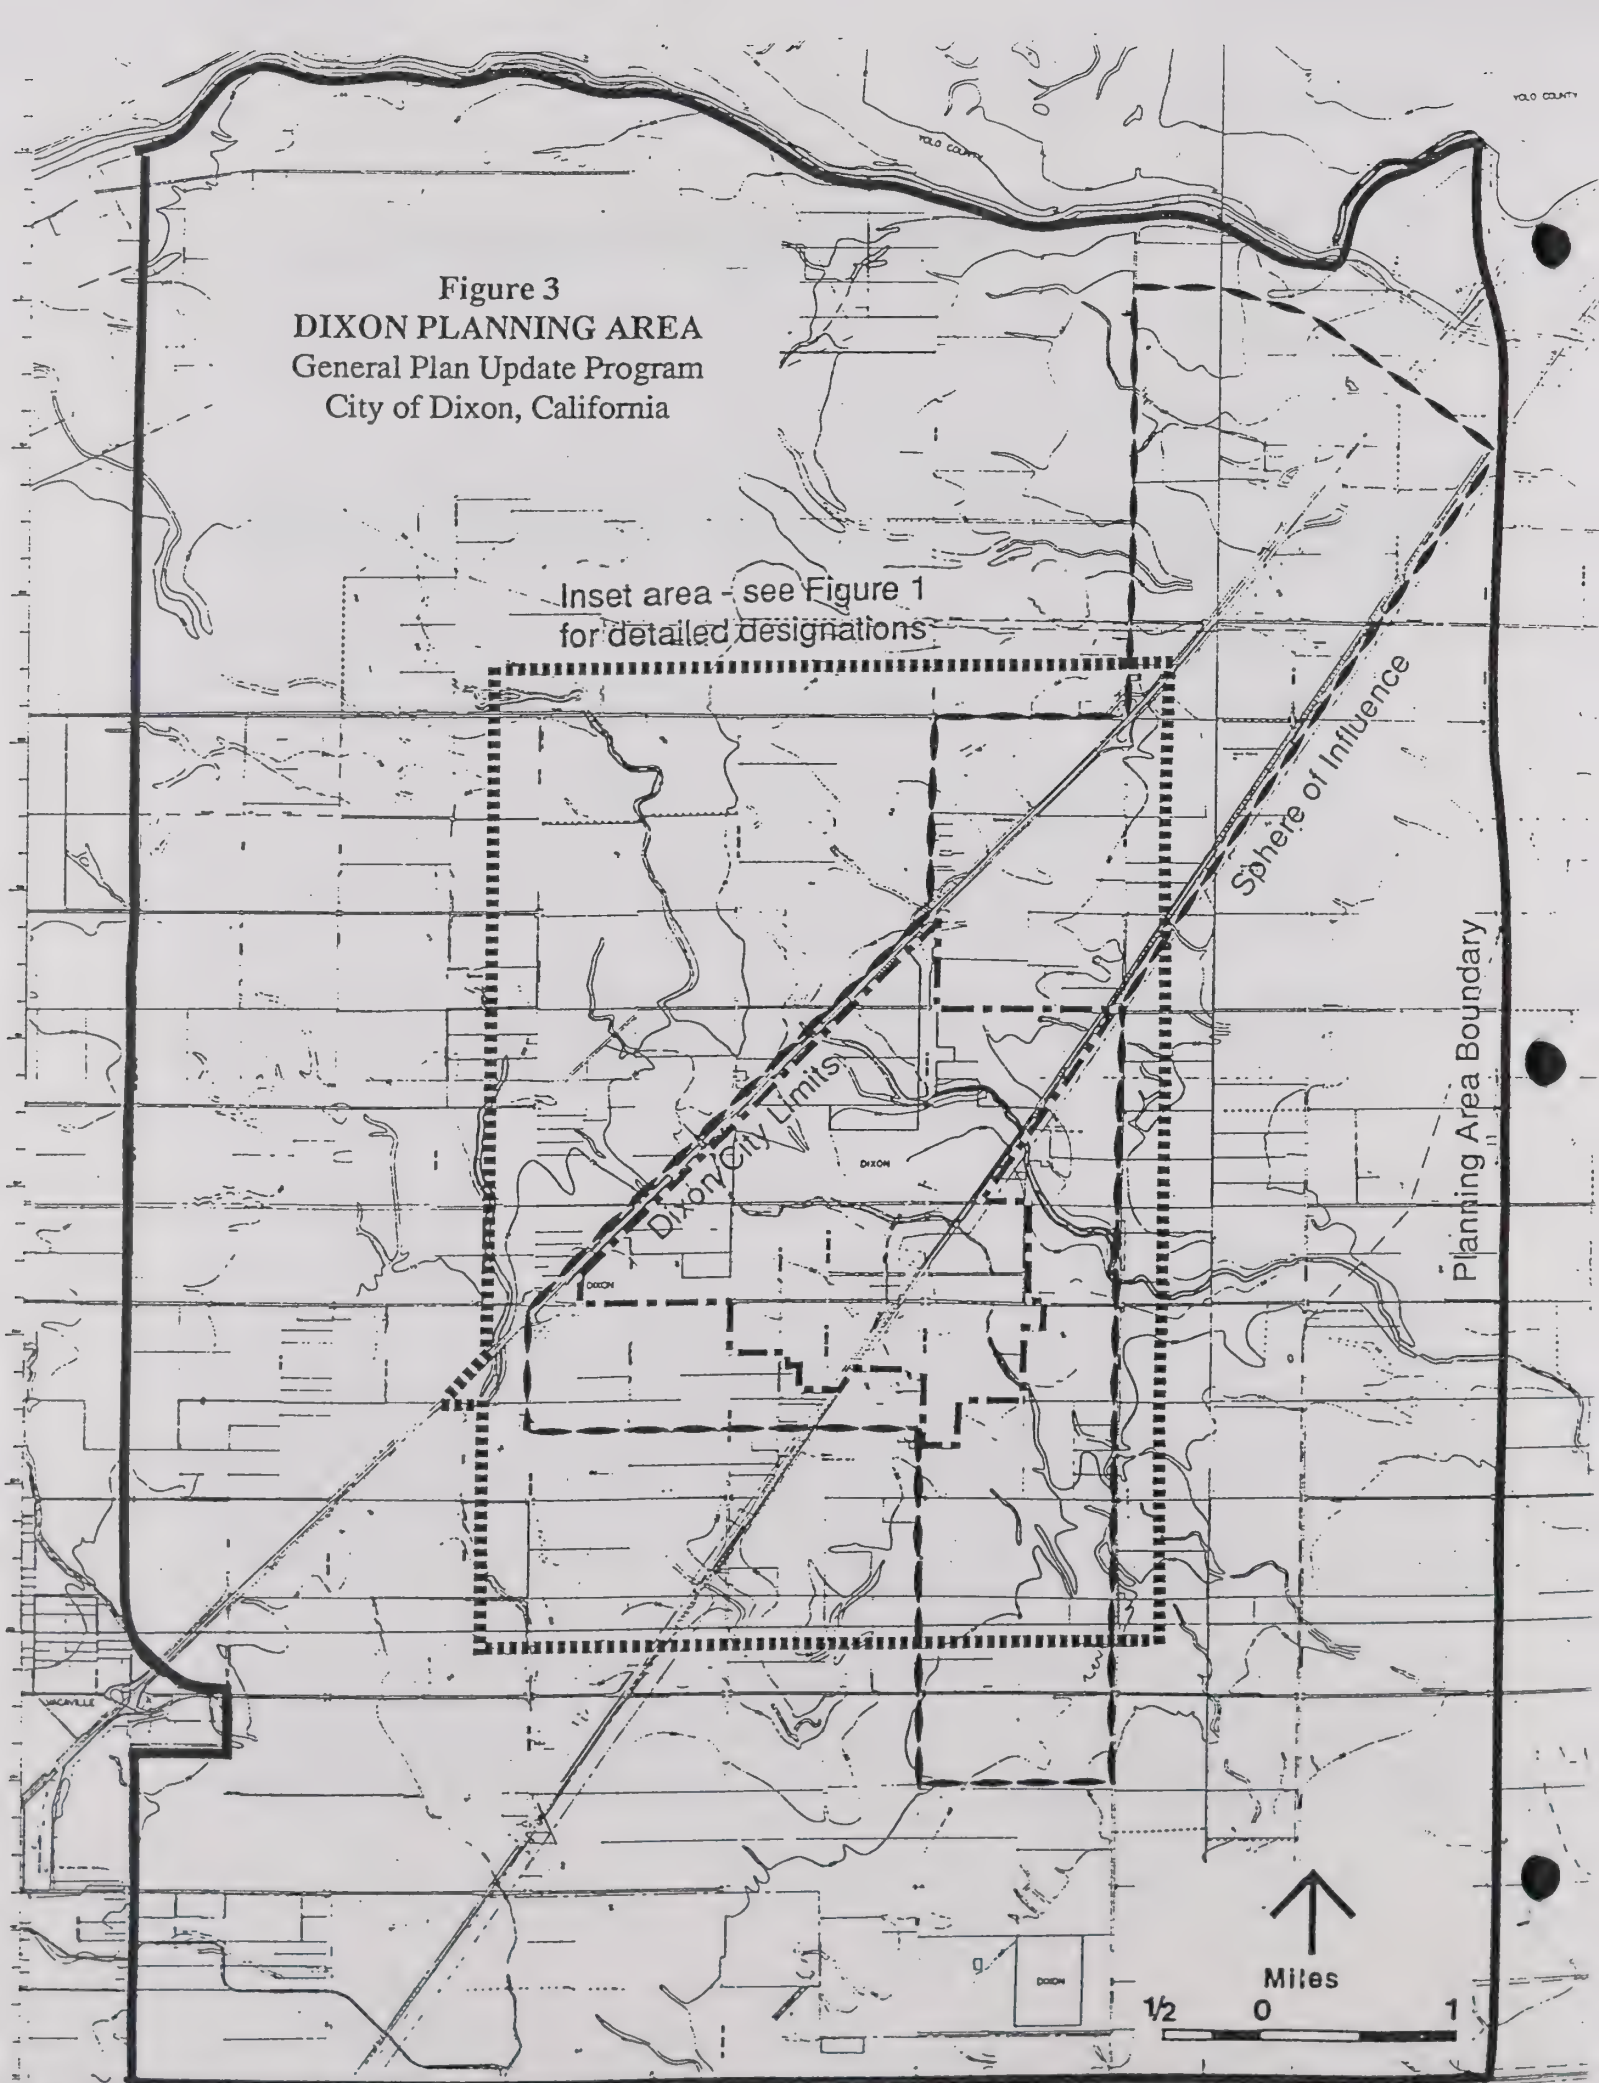 YOLO COUNTY
YOLO COUNTY
Figure 3
DIXON PLANNING AREA
General Plan Update Program
City of Dixon, California
Inset area - see Figure 1
for detailed designations
Sphere of Influence
Planning Area Boundary
Dixon City Limits
DIXON
DIXON
VACAVILLE
DIXON
Miles
1/2 0 1